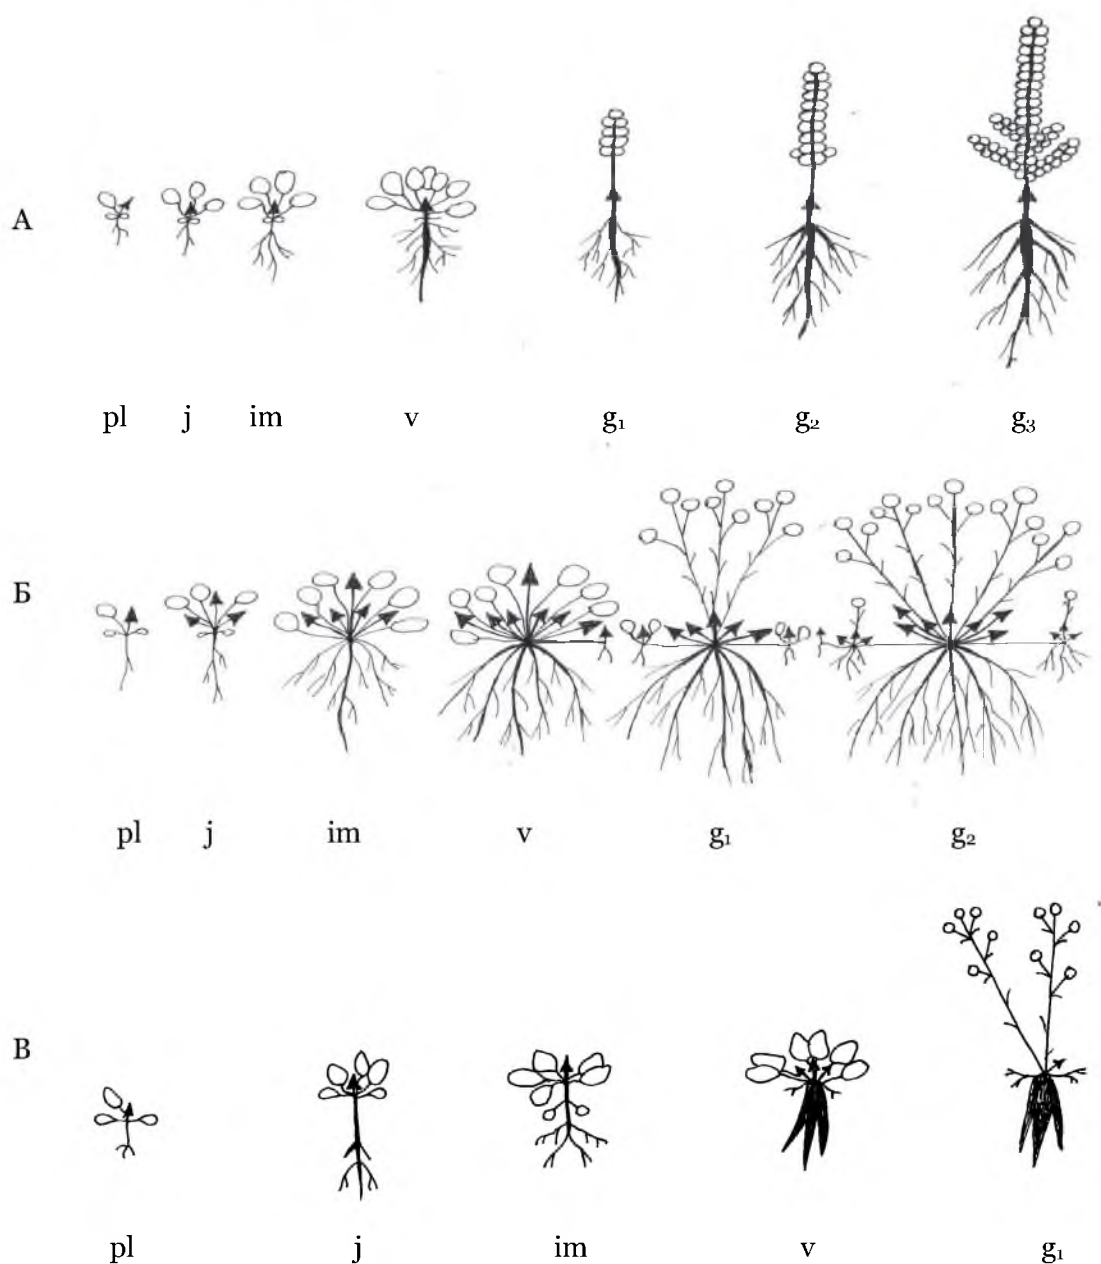 А
pl j im v g₁ g₂ g₃
Б
pl j im v g₁ g₂
В
pl j im v g₁